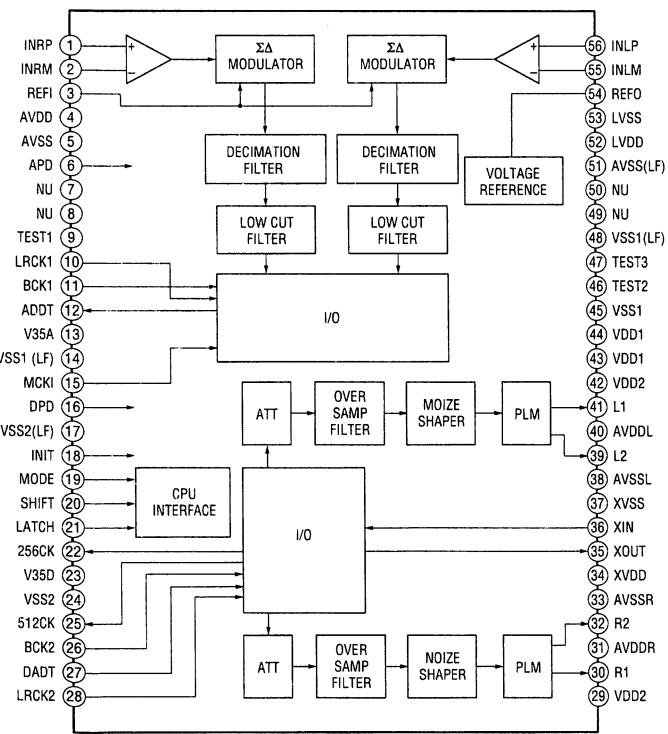 INRP 1
INRM 2
REFI 3
AVDD 4
AVSS 5
APD 6
NU 7
NU 8
TEST1 9
LRCK1 10
BCK1 11
ADDT 12
V35A 13
VSS1 (LF) 14
MCKI 15
DPD 16
VSS2(LF) 17
INIT 18
MODE 19
SHIFT 20
LATCH 21
256CK 22
V35D 23
VSS2 24
512CK 25
BCK2 26
DADT 27
LRCK2 28
+
−
ΣΔ
MODULATOR
ΣΔ
MODULATOR
+
−
DECIMATION
FILTER
DECIMATION
FILTER
VOLTAGE
REFERENCE
LOW CUT
FILTER
LOW CUT
FILTER
I/O
ATT
OVER
SAMP
FILTER
MOIZE
SHAPER
PLM
CPU
INTERFACE
I/O
ATT
OVER
SAMP
FILTER
NOIZE
SHAPER
PLM
56 INLP
55 INLM
54 REFO
53 LVSS
52 LVDD
51 AVSS(LF)
50 NU
49 NU
48 VSS1(LF)
47 TEST3
46 TEST2
45 VSS1
44 VDD1
43 VDD1
42 VDD2
41 L1
40 AVDDL
39 L2
38 AVSSL
37 XVSS
36 XIN
35 XOUT
34 XVDD
33 AVSSR
32 R2
31 AVDDR
30 R1
29 VDD2